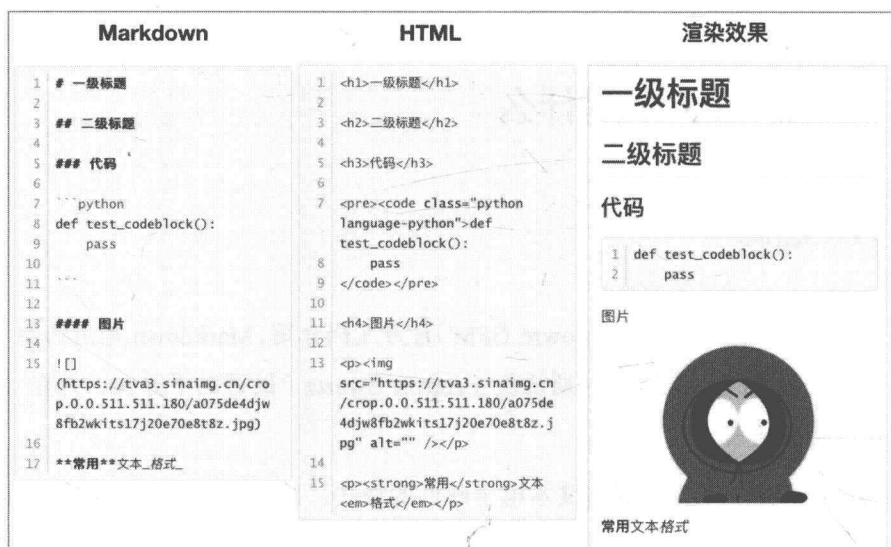 Markdown
1 # 一级标题
2
3 ## 二级标题
4
5 ### 代码
6
7 ```python
8 def test_codeblock():
9 pass
10
11 ```
12
13 #### 图片
14
15 ![]
(https://tva3.sinaimg.cn/cro
p.0.0.511.511.180/a075de4djw
8fb2wkits17j20e70e8t8z.jpg)
16
17 **常用**文本_格式_
HTML
1 <h1>一级标题</h1>
2
3 <h2>二级标题</h2>
4
5 <h3>代码</h3>
6
7 <pre><code class="python
language-python">def
test_codeblock():
8 pass
9 </code></pre>
10
11 <h4>图片</h4>
12
13 <p><img
src="https://tva3.sinaimg.cn
/crop.0.0.511.511.180/a075de
4djw8fb2wkits17j20e70e8t8z.j
pg" alt="" /></p>
14
15 <p><strong>常用</strong>文本
<em>格式</em></p>
渲染效果
一级标题
二级标题
代码
1 def test_codeblock():
2 pass
图片
常用文本格式